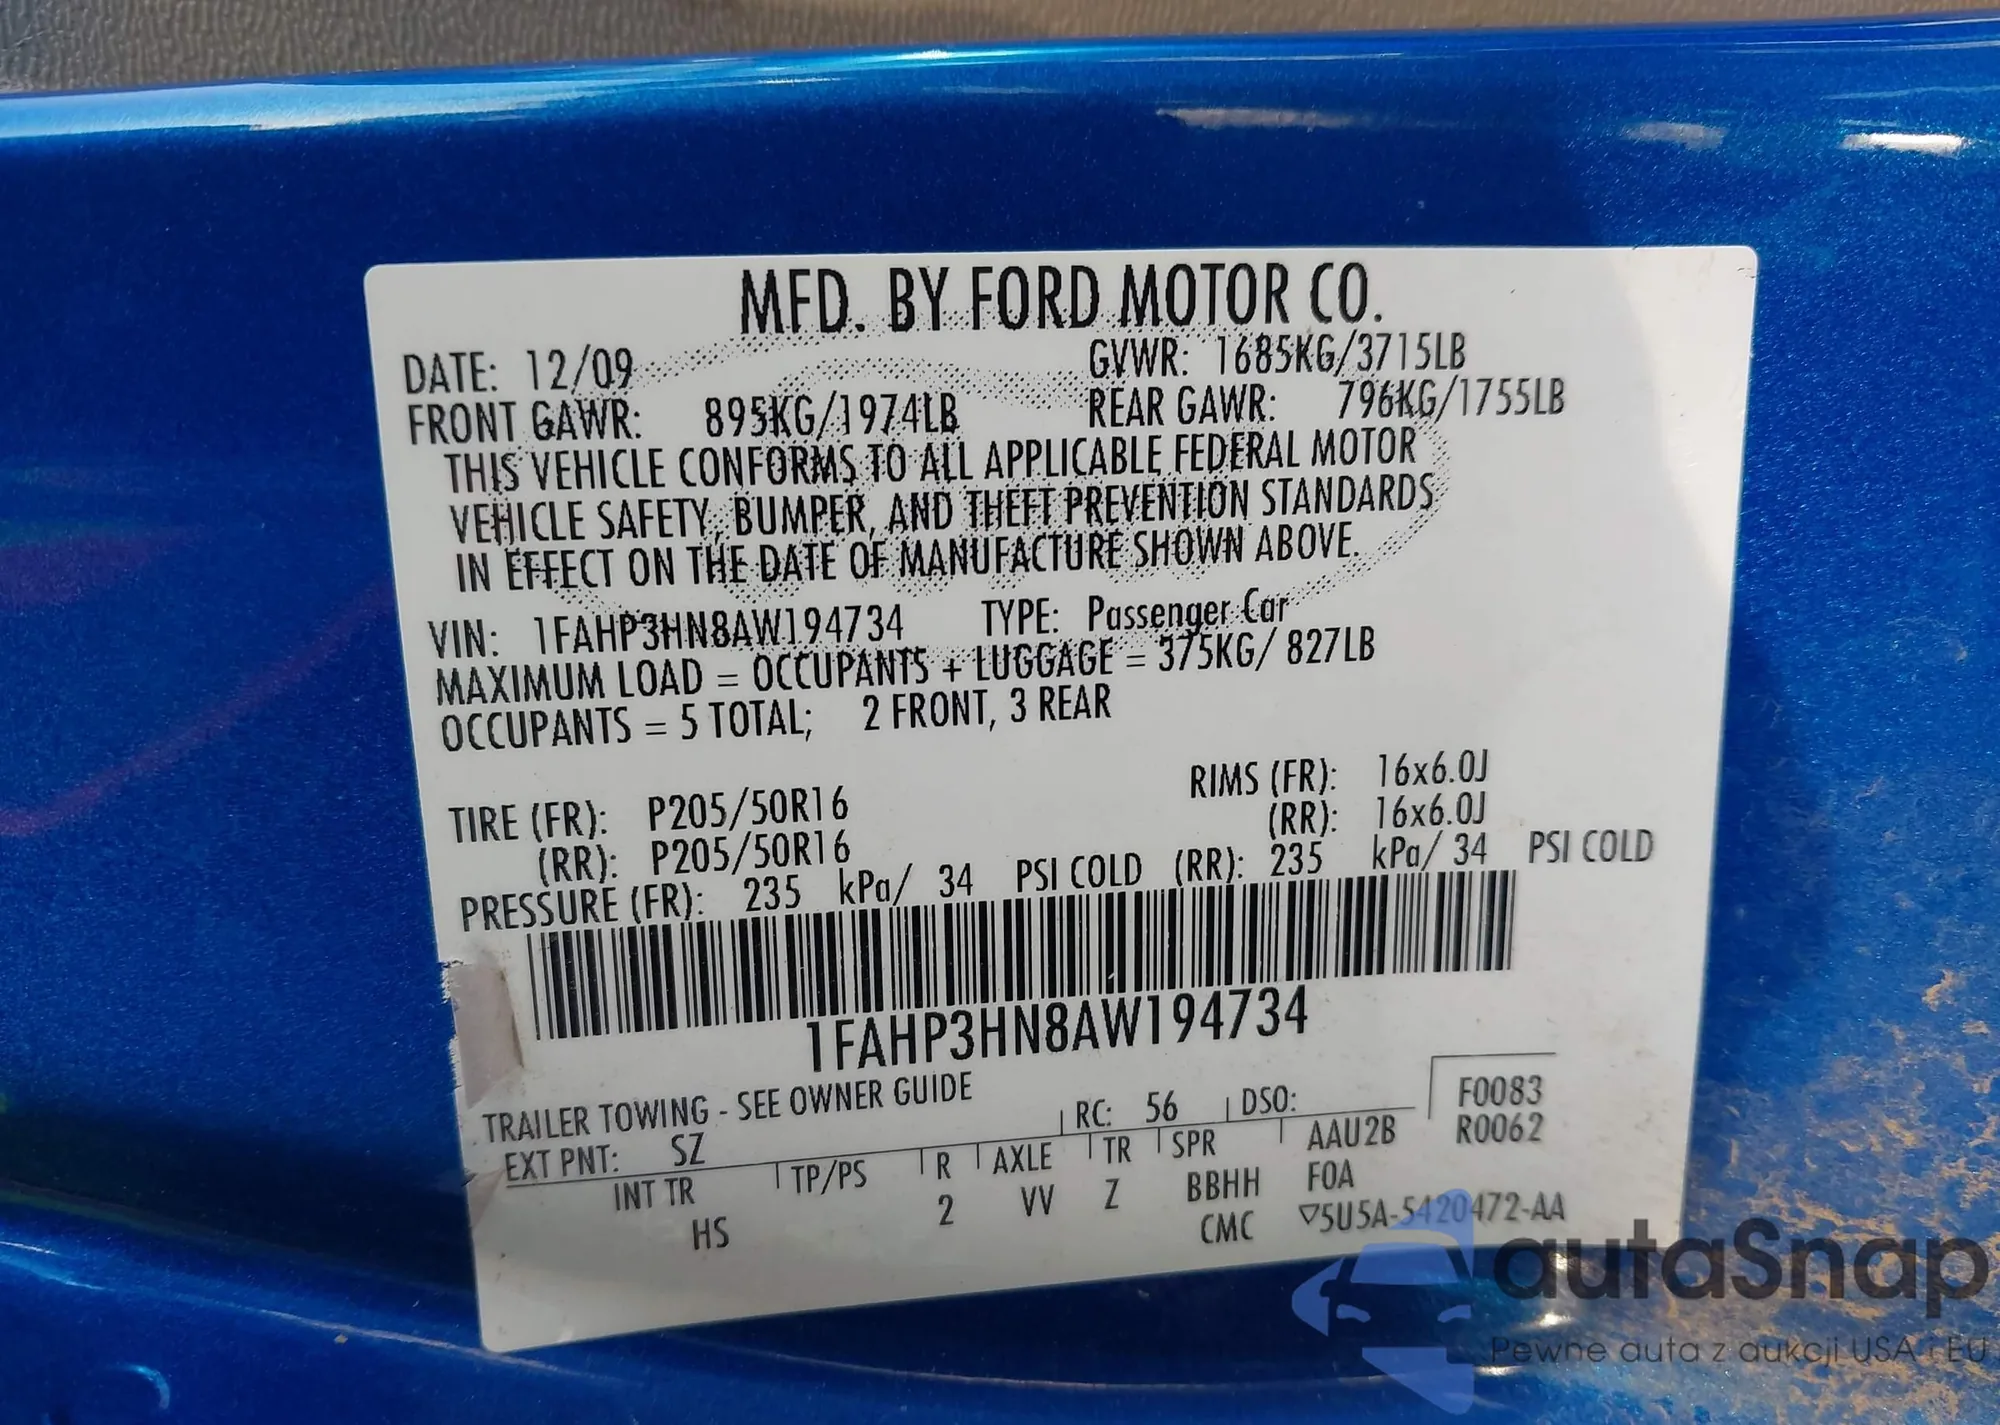 MFD. BY FORD MOTOR CO.
DATE: 12/09 GVWR: 1685KG/3715LB
FRONT GAWR: 895KG/1974LB REAR GAWR: 796KG/1755LB
THIS VEHICLE CONFORMS TO ALL APPLICABLE FEDERAL MOTOR
VEHICLE SAFETY, BUMPER, AND THEFT PREVENTION STANDARDS
IN EFFECT ON THE DATE OF MANUFACTURE SHOWN ABOVE.
VIN: 1FAHP3HN8AW194734 TYPE: Passenger Car
MAXIMUM LOAD = OCCUPANTS + LUGGAGE = 375KG/ 827LB
OCCUPANTS = 5 TOTAL; 2 FRONT, 3 REAR
TIRE (FR): P205/50R16 RIMS (FR): 16x6.0J
(RR): P205/50R16 (RR): 16x6.0J
PRESSURE (FR): 235 kPa/ 34 PSI COLD (RR): 235 kPa/ 34 PSI COLD
1FAHP3HN8AW194734
TRAILER TOWING - SEE OWNER GUIDE
EXT PNT: SZ RC: 56 DSO: F0083
INT TR TP/PS R AXLE TR SPR AAU2B R0062
HS 2 VV Z BBHH FOA
CMC ▽5U5A-5420472-AA
autaSnap
Pewne auta z aukcji USA i EU